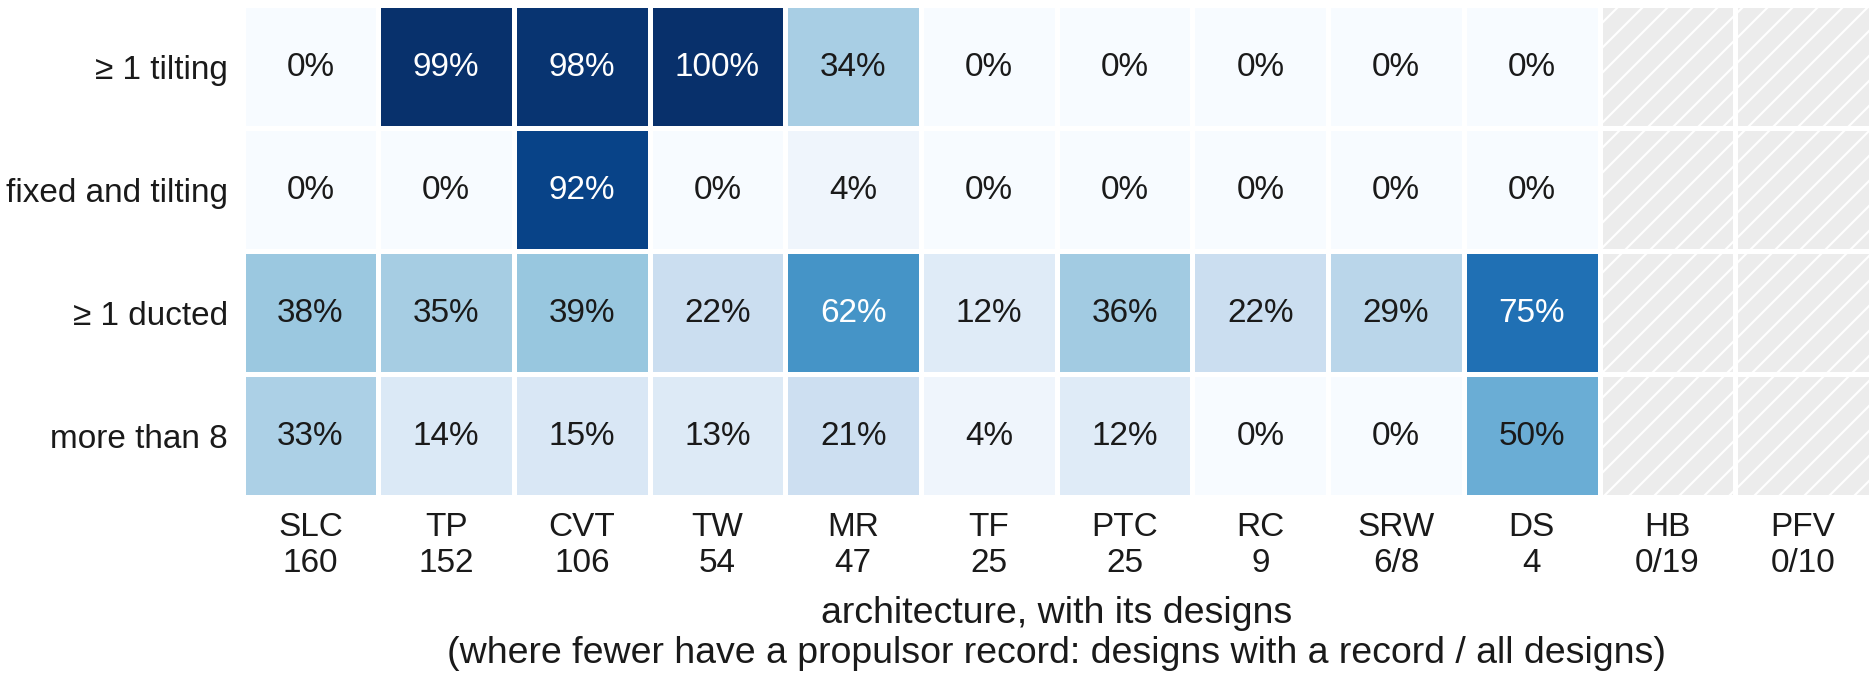 ≥ 1 tilting 0% 99% 98% 100% 34% 0% 0% 0% 0% 0%
fixed and tilting 0% 0% 92% 0% 4% 0% 0% 0% 0% 0%
≥ 1 ducted 38% 35% 39% 22% 62% 12% 36% 22% 29% 75%
more than 8 33% 14% 15% 13% 21% 4% 12% 0% 0% 50%
SLC TP CVT TW MR TF PTC RC SRW DS HB PFV
160 152 106 54 47 25 25 9 6/8 4 0/19 0/10
architecture, with its designs
(where fewer have a propulsor record: designs with a record / all designs)